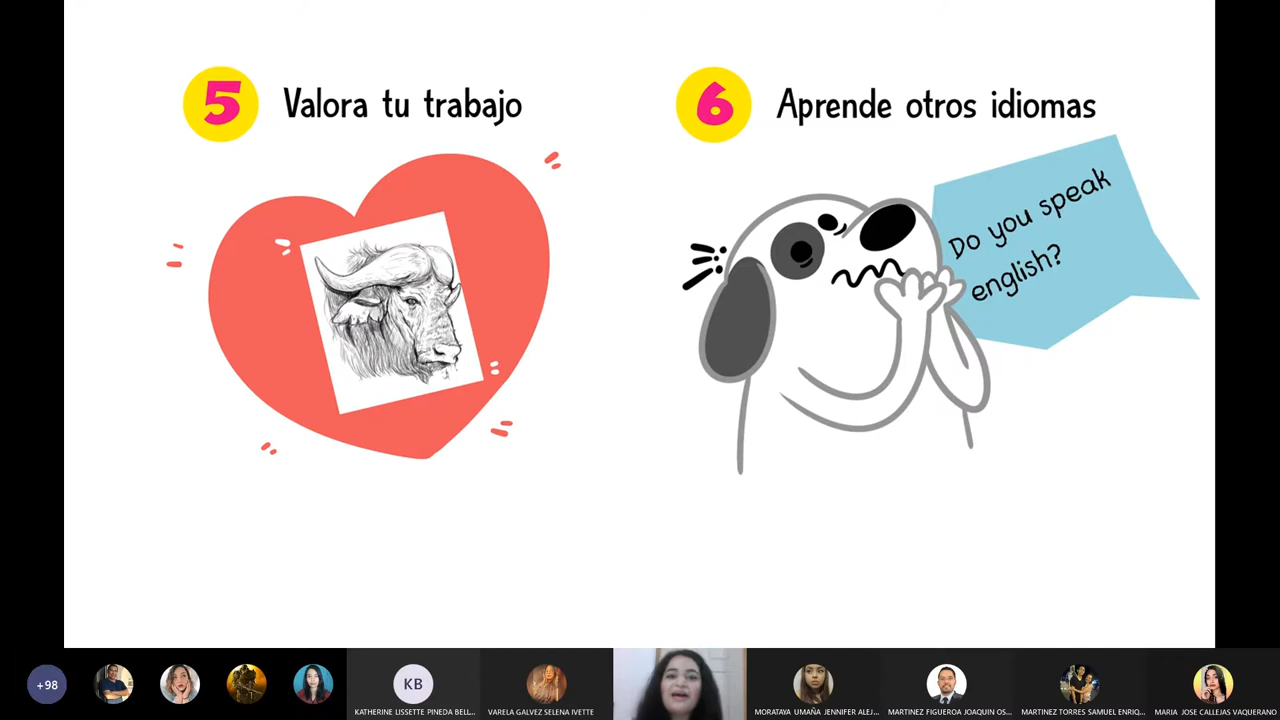 5 Valora tu trabajo
6 Aprende otros idiomas
Do you speak
english?
+98
KB
KATHERINE LISSETTE PINEDA BELL...
VARELA GALVEZ SELENA IVETTE
MORATAYA UMAÑA JENNIFER ALEJ...
MARTINEZ FIGUEROA JOAQUIN OS...
MARTINEZ TORRES SAMUEL ENRIQ...
MARIA JOSE CALLEJAS VAQUERANO